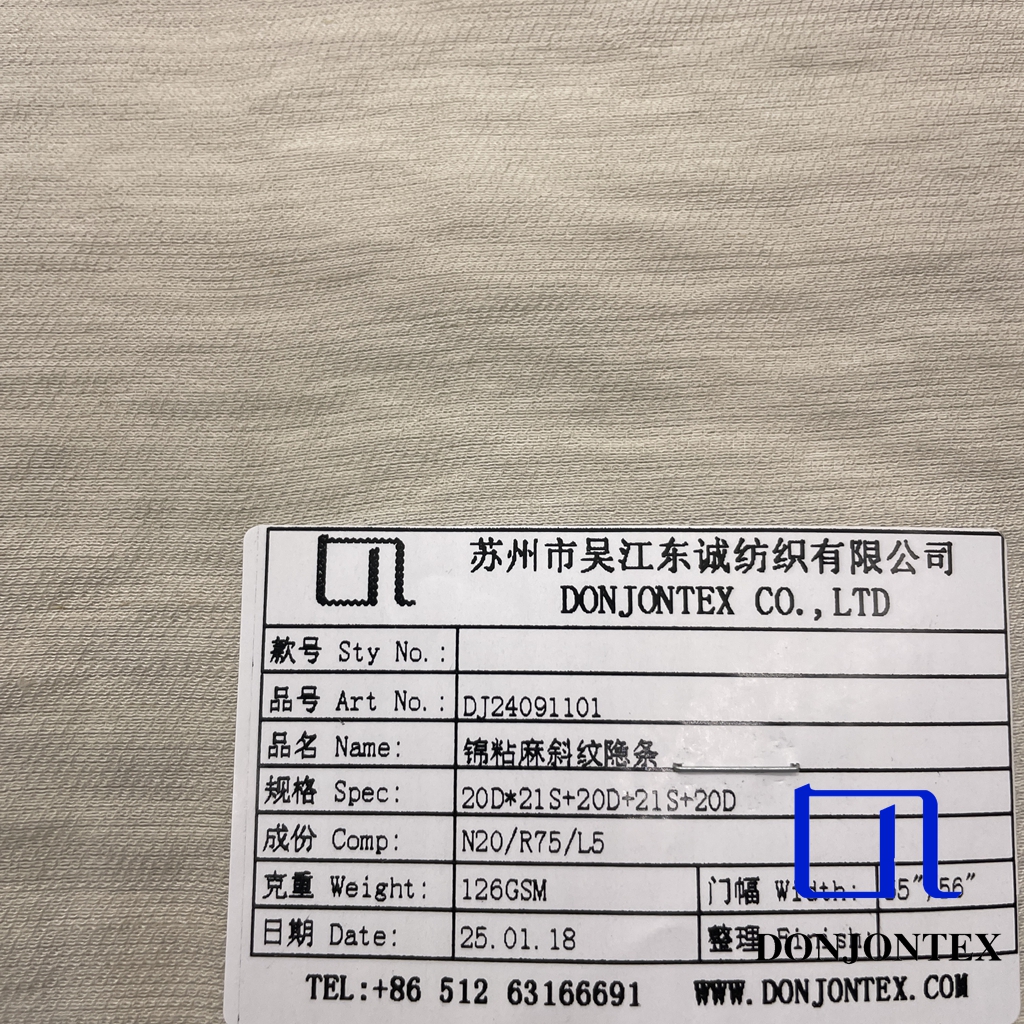 苏州市吴江东诚纺织有限公司
DONJONTEX CO.,LTD
款号 Sty No.:
品号 Art No.: DJ24091101
品名 Name: 锦粘麻斜纹隐条
规格 Spec: 20D*21S+20D+21S+20D
成份 Comp: N20/R75/L5
克重 Weight: 126GSM 门幅 Width: 56"
日期 Date: 25.01.18 整理
DONJONTEX
TEL:+86 512 63166691 WWW.DONJONTEX.COM